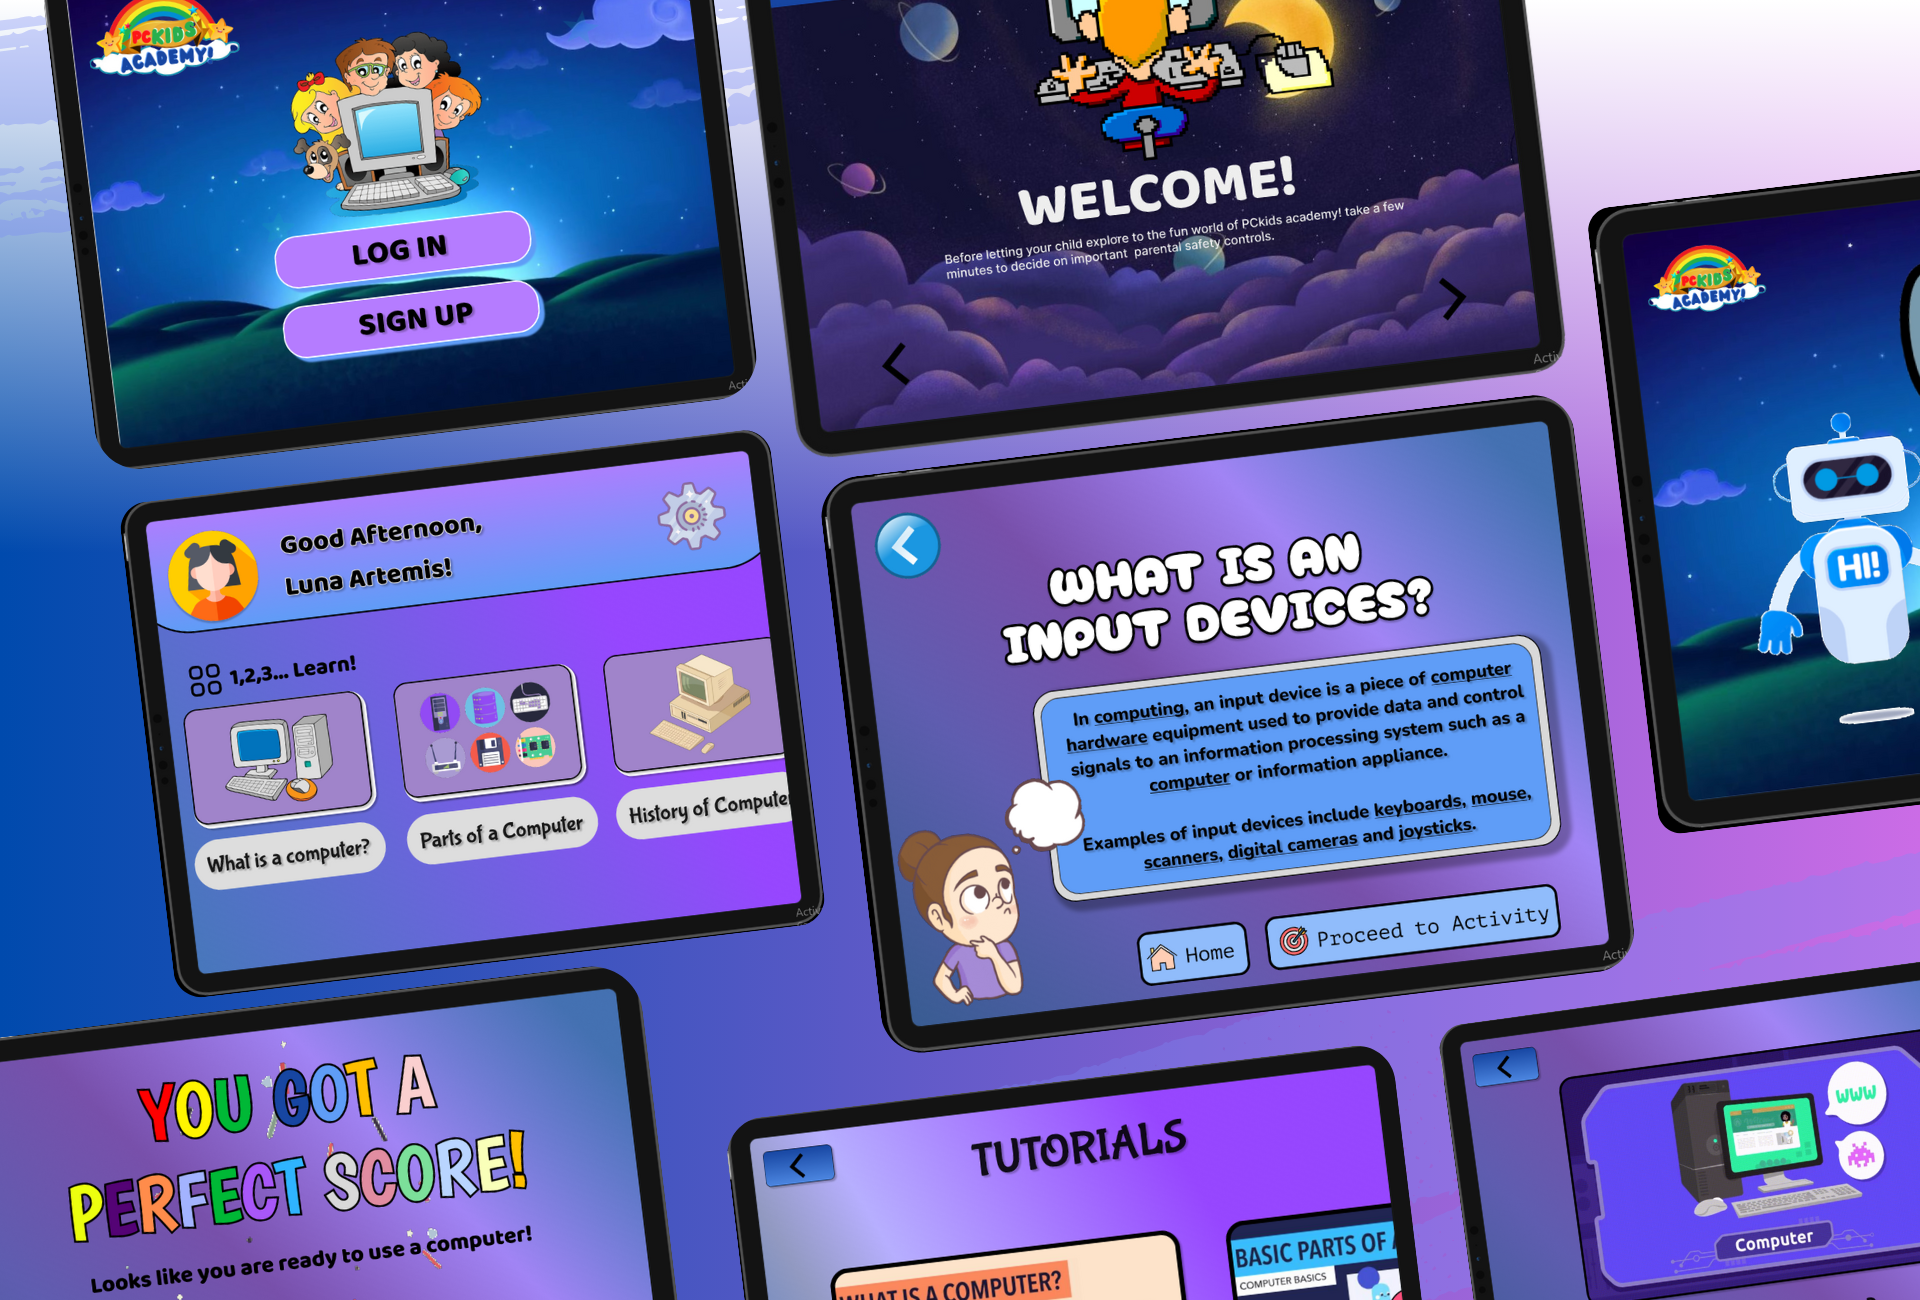 PCKIDS
ACADEMY!
LOG IN
SIGN UP
WELCOME!
Before letting your child explore to the fun world of PCkids academy! take a few
minutes to decide on important parental safety controls.
PCKIDS
ACADEMY!
HI!
Good Afternoon,
Luna Artemis!
1,2,3... Learn!
What is a computer?
Parts of a Computer
History of Compute
WHAT IS AN
INPUT DEVICES?
In computing, an input device is a piece of computer
hardware equipment used to provide data and control
signals to an information processing system such as a
computer or information appliance.
Examples of input devices include keyboards, mouse,
scanners, digital cameras and joysticks.
Home
Proceed to Activity
YOU GOT A
PERFECT SCORE!
Looks like you are ready to use a computer!
TUTORIALS
WHAT IS A COMPUTER?
BASIC PARTS OF
COMPUTER BASICS
WWW
Computer